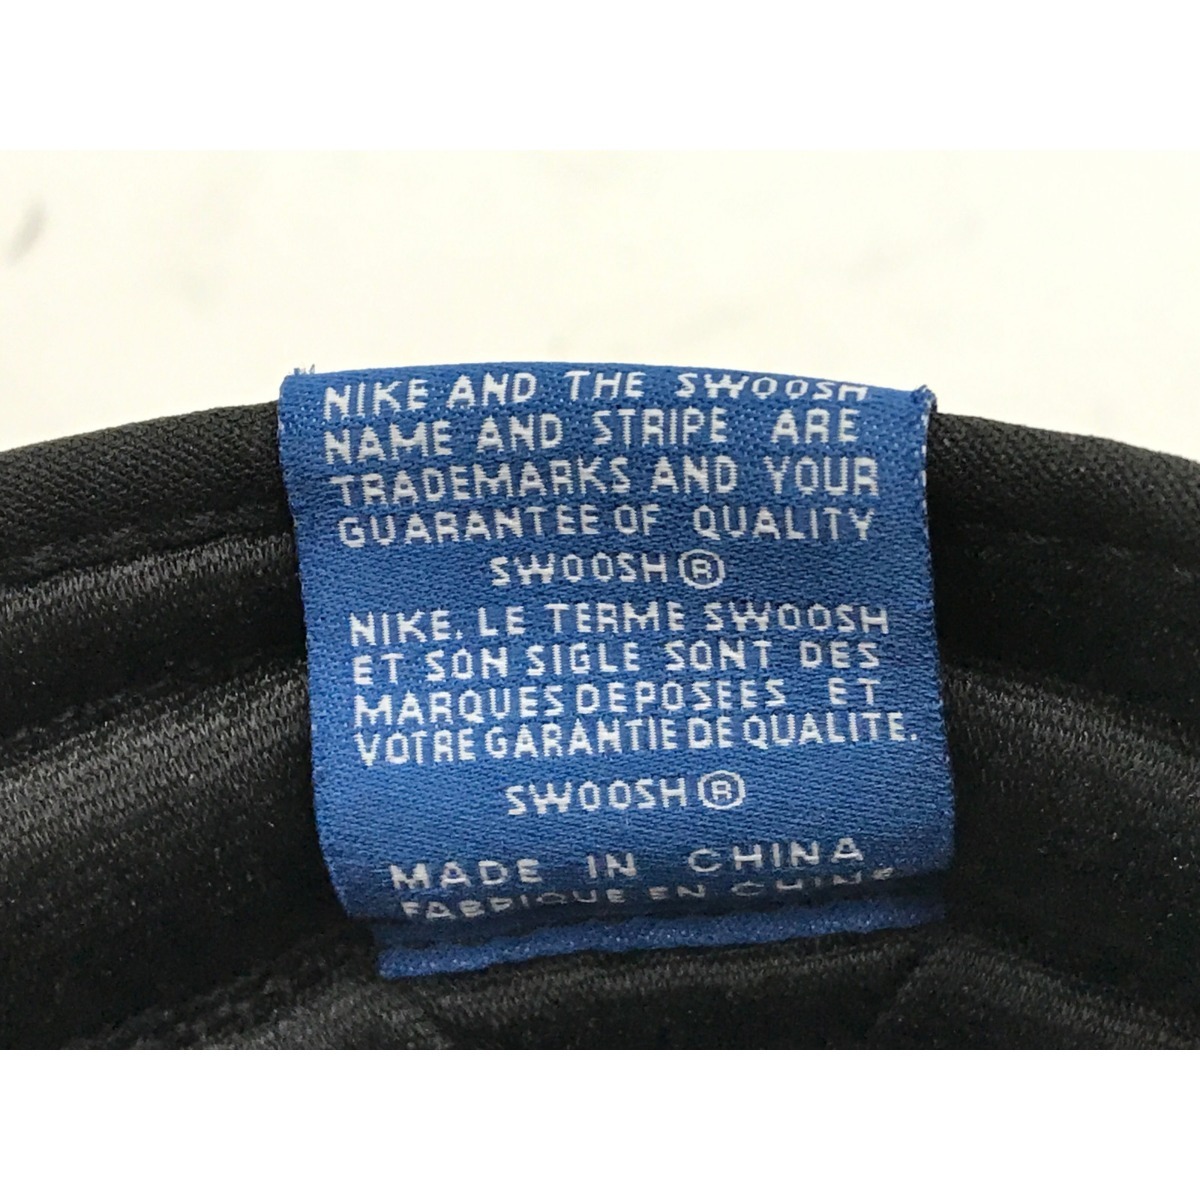 NIKE AND THE SWOOSH
NAME AND STRIPE ARE
TRADEMARKS AND YOUR
GUARANTEE OF QUALITY
SWOOSH®
NIKE. LE TERME SWOOSH
ET SON SIGLE SONT DES
MARQUES DEPOSEES ET
VOTRE GARANTIE DE QUALITE.
SWOOSH®
MADE IN CHINA
FABRIQUE EN CHINE